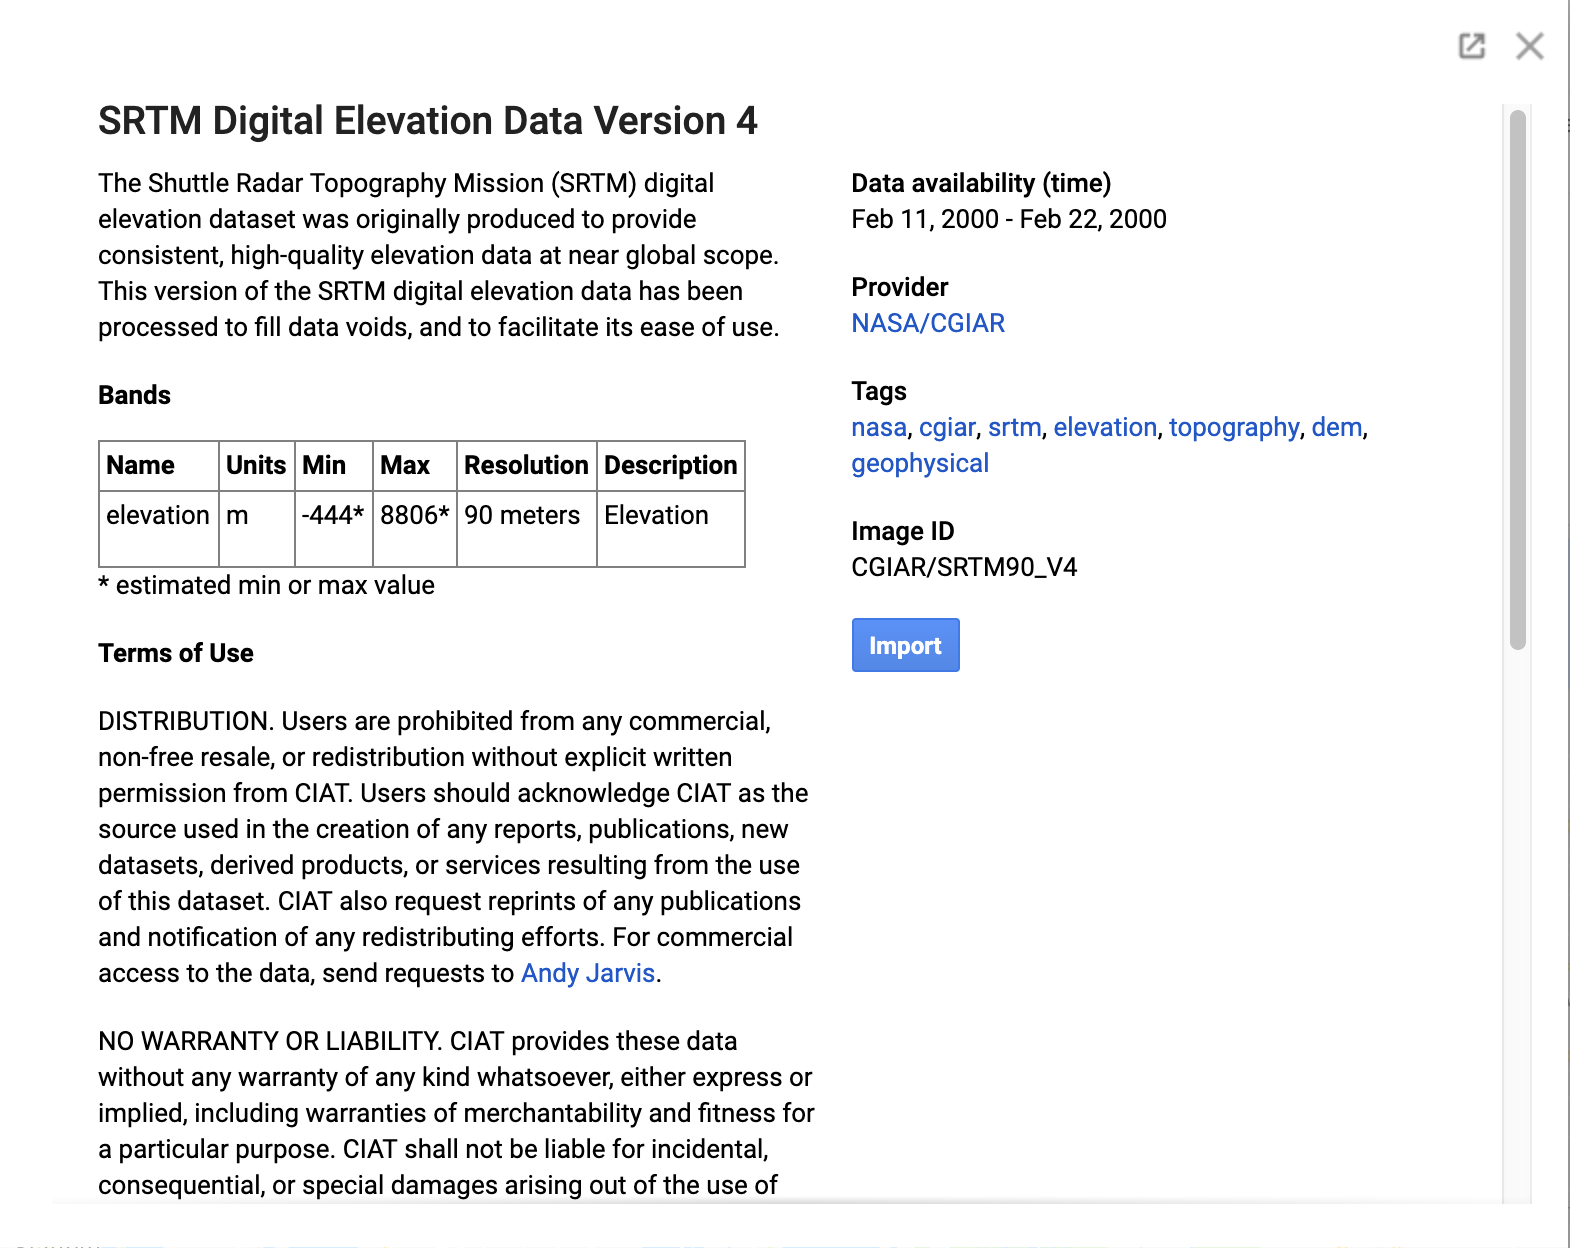 SRTM Digital Elevation Data Version 4
The Shuttle Radar Topography Mission (SRTM) digital
elevation dataset was originally produced to provide
consistent, high-quality elevation data at near global scope.
This version of the SRTM digital elevation data has been
processed to fill data voids, and to facilitate its ease of use.
Bands
Name Units Min Max Resolution Description
elevation m -444* 8806* 90 meters Elevation
* estimated min or max value
Terms of Use
DISTRIBUTION. Users are prohibited from any commercial,
non-free resale, or redistribution without explicit written
permission from CIAT. Users should acknowledge CIAT as the
source used in the creation of any reports, publications, new
datasets, derived products, or services resulting from the use
of this dataset. CIAT also request reprints of any publications
and notification of any redistributing efforts. For commercial
access to the data, send requests to Andy Jarvis.
NO WARRANTY OR LIABILITY. CIAT provides these data
without any warranty of any kind whatsoever, either express or
implied, including warranties of merchantability and fitness for
a particular purpose. CIAT shall not be liable for incidental,
consequential, or special damages arising out of the use of
Data availability (time)
Feb 11, 2000 - Feb 22, 2000
Provider
NASA/CGIAR
Tags
nasa, cgiar, srtm, elevation, topography, dem,
geophysical
Image ID
CGIAR/SRTM90_V4
Import